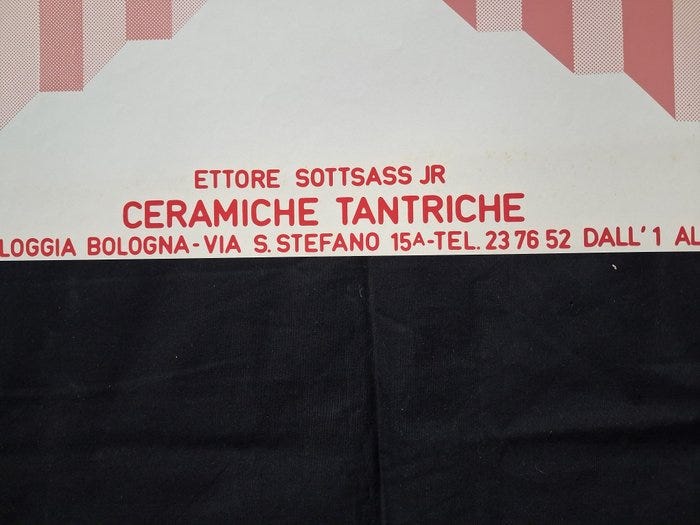 ETTORE SOTTSASS JR
CERAMICHE TANTRICHE
LOGGIA BOLOGNA-VIA S. STEFANO 15A-TEL. 23 76 52 DALL' 1 AL